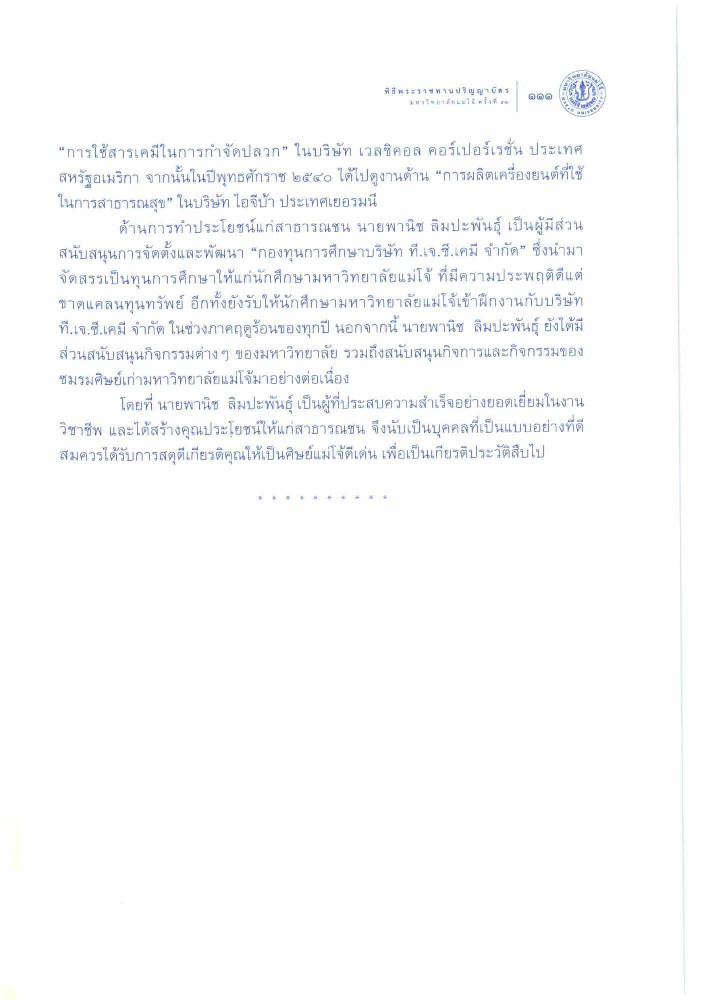 พิธีพระราชทานปริญญาบัตร
มหาวิทยาลัยแม่โจ้ ครั้งที่ ๓๑
๑๑๑
มหาวิทยาลัยแม่โจ้
แม่โจ้ ๒๔๗๗
MAEJO UNIVERSITY
“การใช้สารเคมีในการกำจัดปลวก” ในบริษัท เวลซิคอล คอร์เปอร์เรชั่น ประเทศ
สหรัฐอเมริกา จากนั้นในปีพุทธศักราช ๒๕๔๐ ได้ไปดูงานด้าน “การผลิตเครื่องยนต์ที่ใช้
ในการสาธารณสุข” ในบริษัท ไอจีบ้า ประเทศเยอรมนี
ด้านการทำประโยชน์แก่สาธารณชน นายพานิช ลิมปะพันธุ์ เป็นผู้มีส่วน
สนับสนุนการจัดตั้งและพัฒนา “กองทุนการศึกษาบริษัท ที.เจ.ซี.เคมี จำกัด” ซึ่งนำมา
จัดสรรเป็นทุนการศึกษาให้แก่นักศึกษามหาวิทยาลัยแม่โจ้ ที่มีความประพฤติดีแต่
ขาดแคลนทุนทรัพย์ อีกทั้งยังรับให้นักศึกษามหาวิทยาลัยแม่โจ้เข้าฝึกงานกับบริษัท
ที.เจ.ซี.เคมี จำกัด ในช่วงภาคฤดูร้อนของทุกปี นอกจากนี้ นายพานิช ลิมปะพันธุ์ ยังได้มี
ส่วนสนับสนุนกิจกรรมต่างๆ ของมหาวิทยาลัย รวมถึงสนับสนุนกิจการและกิจกรรมของ
ชมรมศิษย์เก่ามหาวิทยาลัยแม่โจ้มาอย่างต่อเนื่อง
โดยที่ นายพานิช ลิมปะพันธุ์ เป็นผู้ที่ประสบความสำเร็จอย่างยอดเยี่ยมในงาน
วิชาชีพ และได้สร้างคุณประโยชน์ให้แก่สาธารณชน จึงนับเป็นบุคคลที่เป็นแบบอย่างที่ดี
สมควรได้รับการสดุดีเกียรติคุณให้เป็นศิษย์แม่โจ้ดีเด่น เพื่อเป็นเกียรติประวัติสืบไป
* * * * * * * * * *